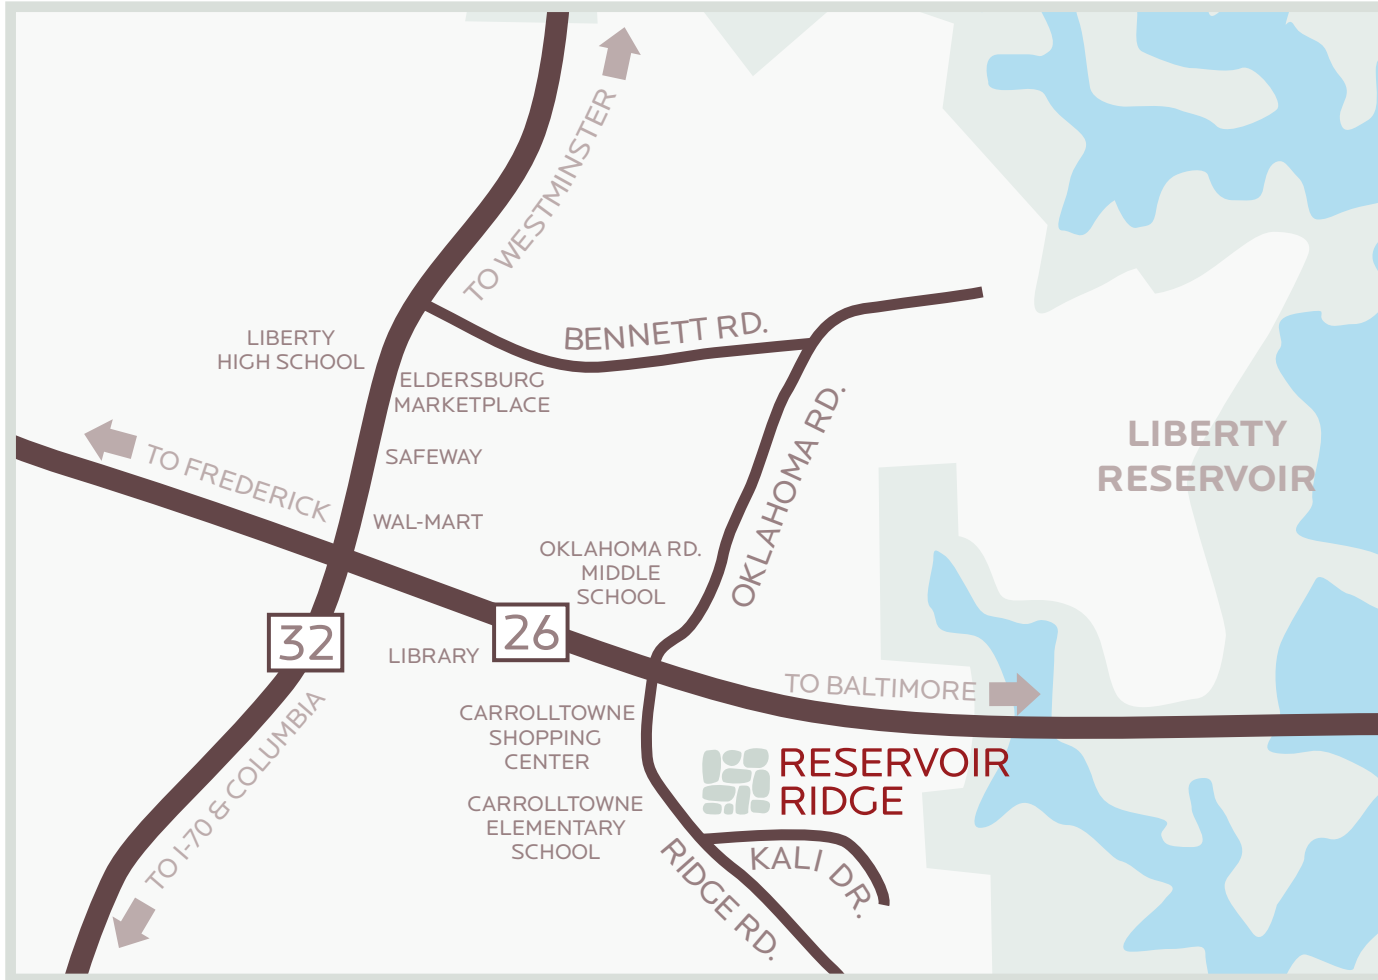 TO WESTMINSTER
BENNETT RD.
LIBERTY
HIGH SCHOOL
ELDERSBURG
MARKETPLACE
OKLAHOMA RD.
LIBERTY
RESERVOIR
TO FREDERICK
SAFEWAY
WAL-MART
OKLAHOMA RD.
MIDDLE
SCHOOL
32
26
LIBRARY
TO BALTIMORE
TO I-70 & COLUMBIA
CARROLLTOWNE
SHOPPING
CENTER
RESERVOIR
RIDGE
CARROLLTOWNE
ELEMENTARY
SCHOOL
KALI DR.
RIDGE RD.